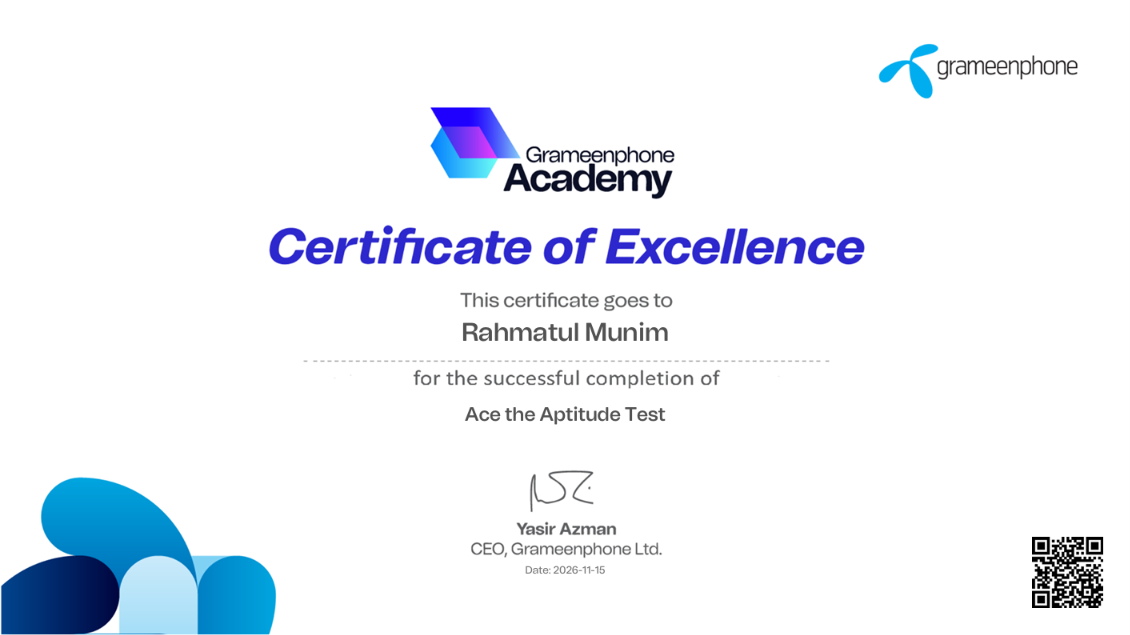 grameenphone
Grameenphone
Academy
Certificate of Excellence
This certificate goes to
Rahmatul Munim
for the successful completion of
Ace the Aptitude Test
Yasir Azman
CEO, Grameenphone Ltd.
Date: 2026-11-15